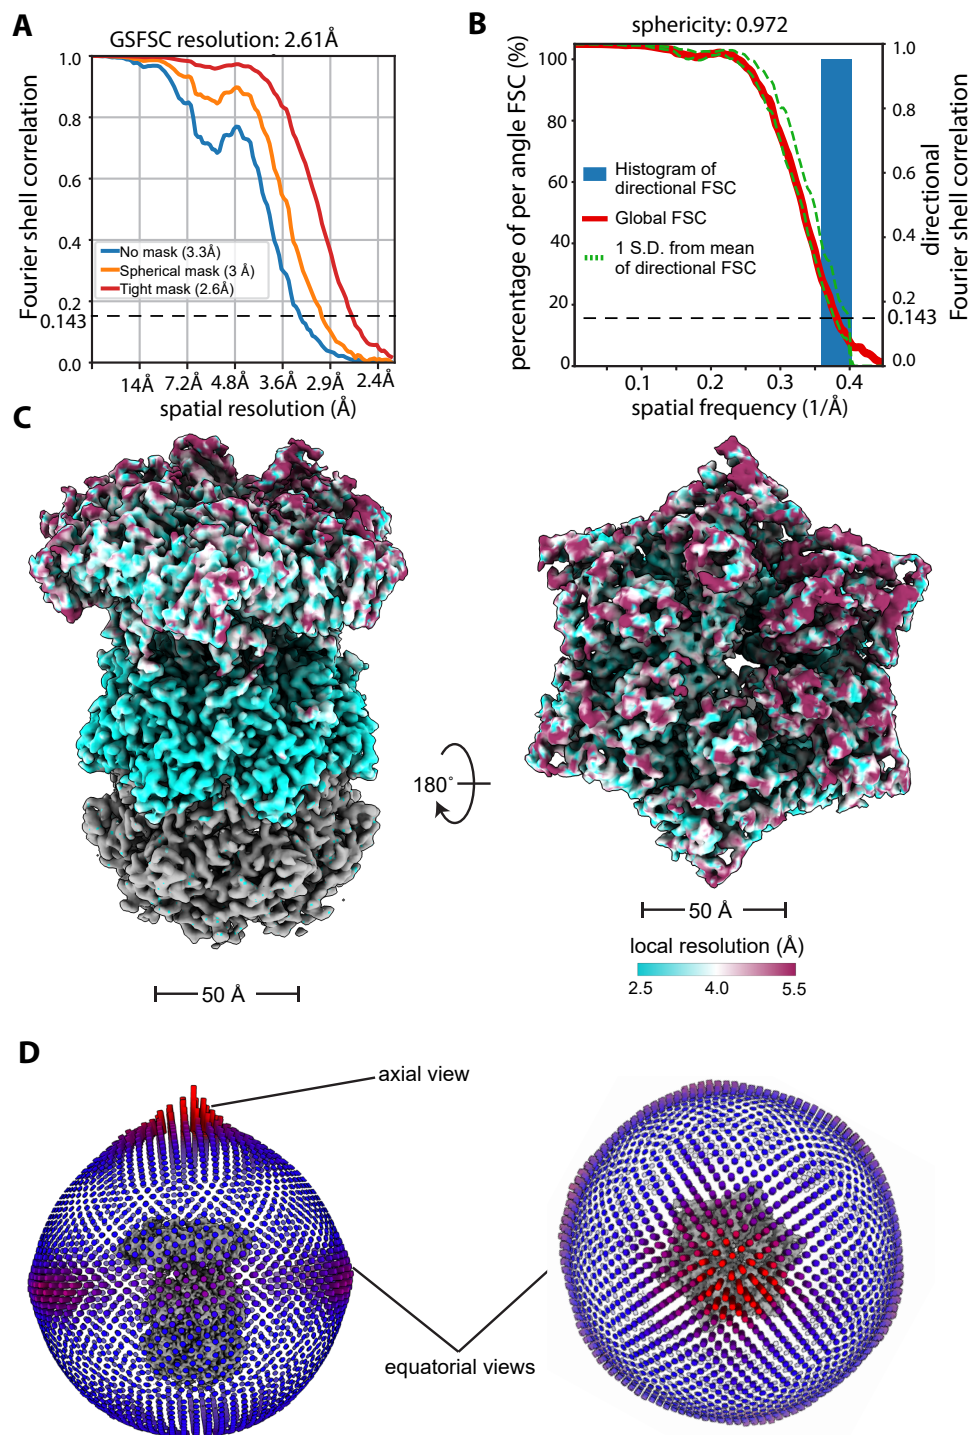 A
GSFSC resolution: 2.61Å
Fourier shell correlation
1.0
0.8
0.6
0.4
0.2
0.143
0.0
No mask (3.3Å)
Spherical mask (3 Å)
Tight mask (2.6Å)
14Å 7.2Å 4.8Å 3.6Å 2.9Å 2.4Å
spatial resolution (Å)
B
sphericity: 0.972
percentage of per angle FSC (%)
100
80
60
40
20
0
Histogram of
directional FSC
Global FSC
1 S.D. from mean
of directional FSC
1.0
0.8
0.6
0.4
0.2
0.143
0.0
directional
Fourier shell correlation
0.1 0.2 0.3 0.4
spatial frequency (1/Å)
C
180°
50 Å
50 Å
local resolution (Å)
2.5 4.0 5.5
D
axial view
equatorial views